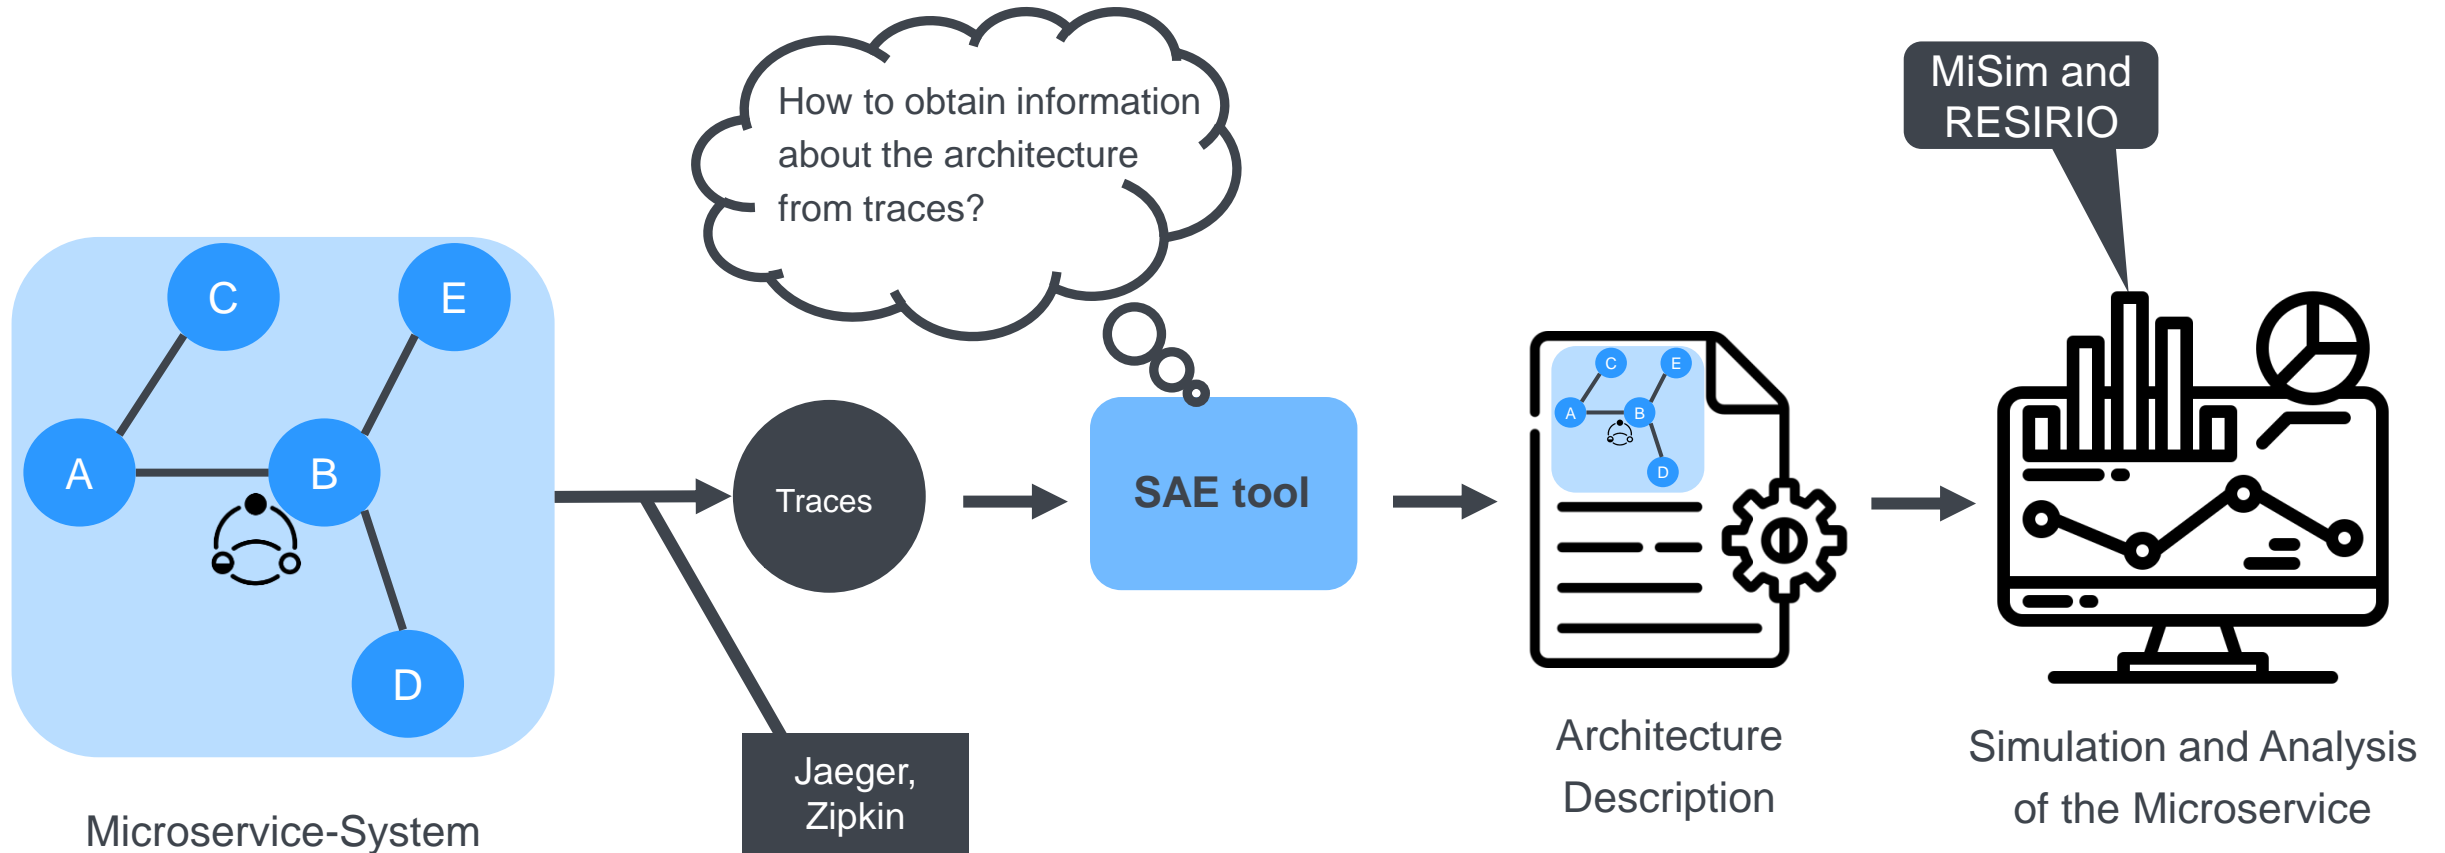 How to obtain information
about the architecture
from traces?
MiSim and
RESIRIO
C
E
A
B
D
Traces
SAE tool
C
E
A
B
D
Jaeger,
Zipkin
Microservice-System
Architecture
Description
Simulation and Analysis
of the Microservice